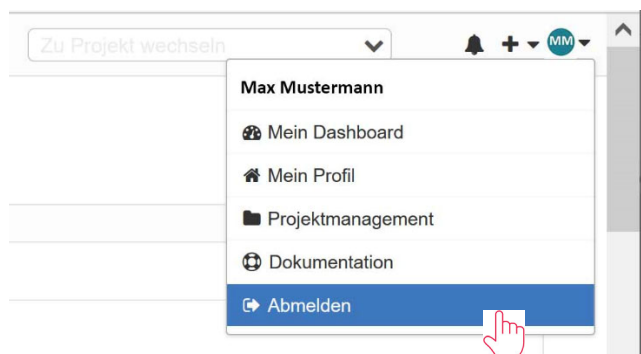 Zu Projekt wechseln
MM
Max Mustermann
Mein Dashboard
Mein Profil
Projektmanagement
Dokumentation
Abmelden